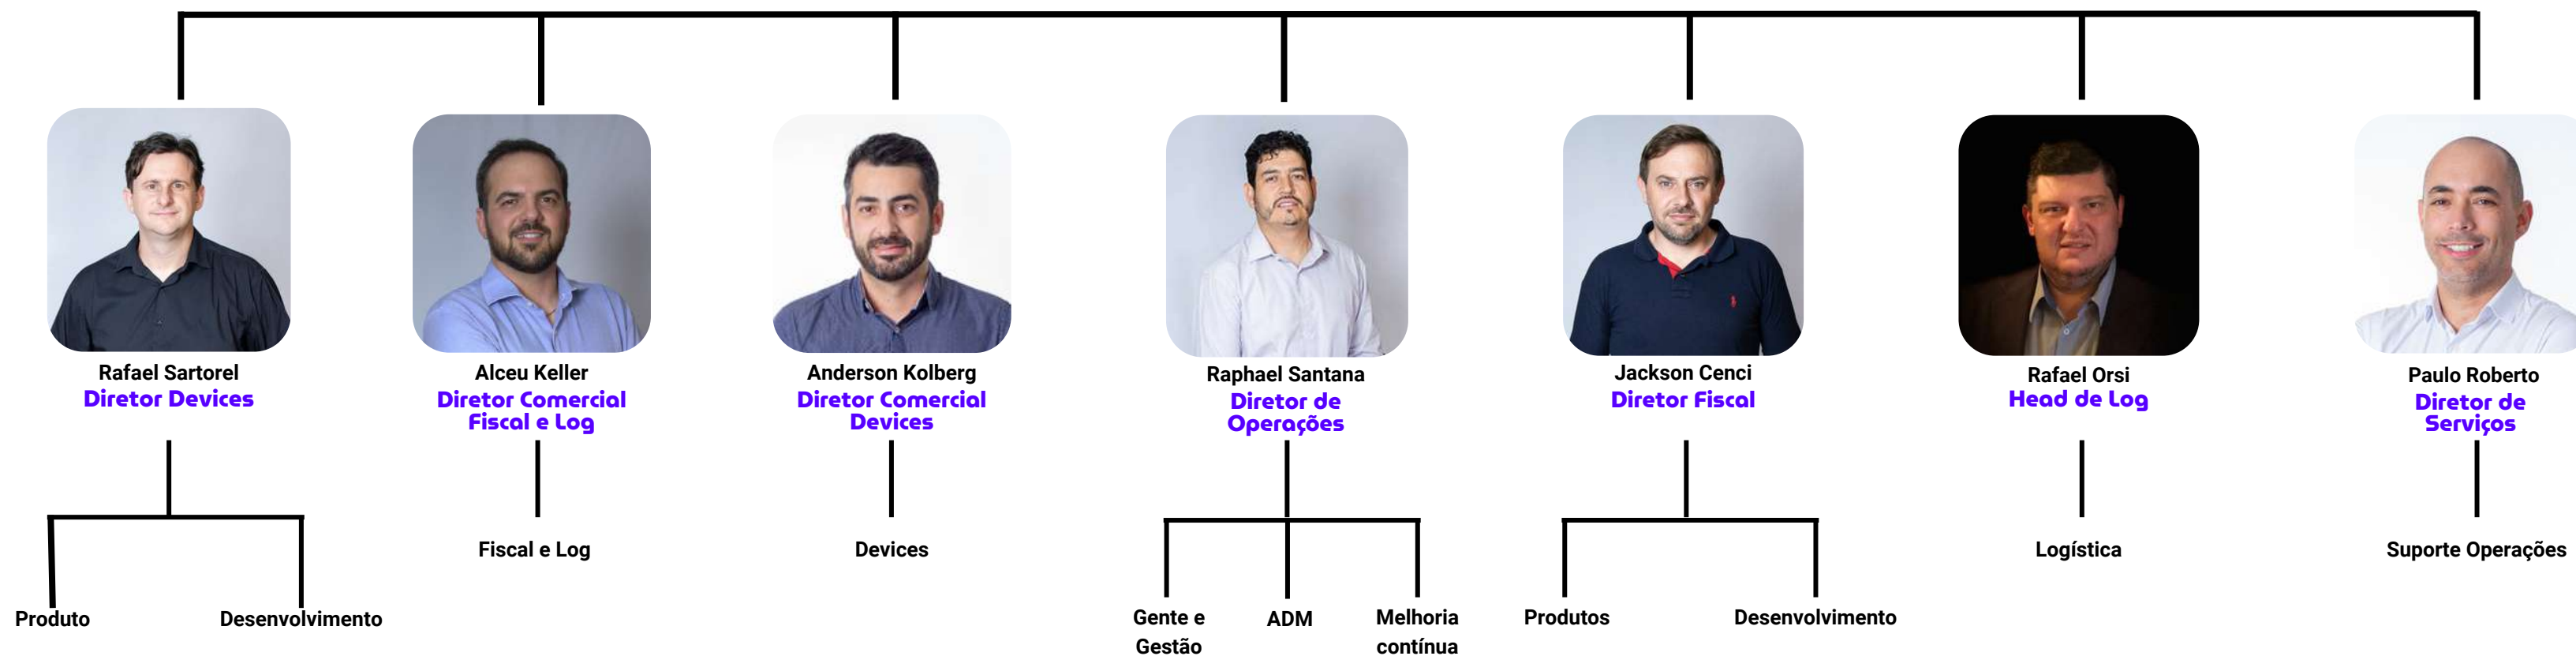 Rafael Sartorel
Diretor Devices
Alceu Keller
Diretor Comercial
Fiscal e Log
Anderson Kolberg
Diretor Comercial
Devices
Raphael Santana
Diretor de
Operações
Jackson Cenci
Diretor Fiscal
Rafael Orsi
Head de Log
Paulo Roberto
Diretor de
Serviços
Produto
Desenvolvimento
Fiscal e Log
Devices
Gente e
Gestão
ADM
Melhoria
contínua
Produtos
Desenvolvimento
Logística
Suporte Operações